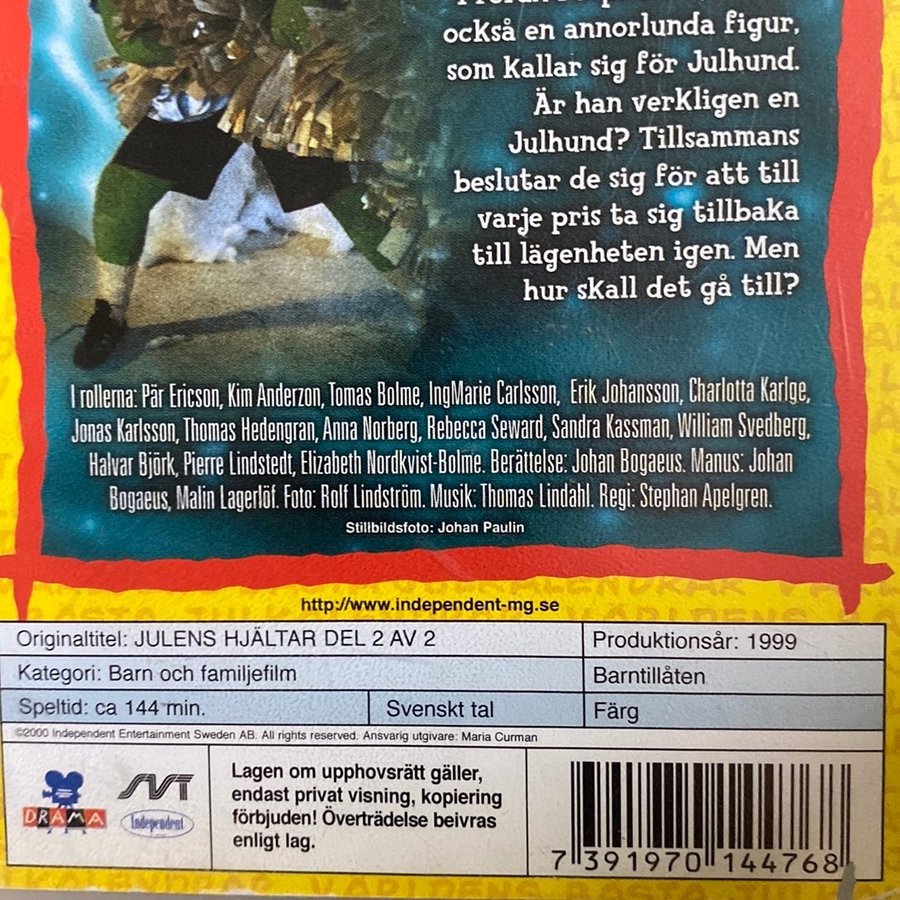 också en annorlunda figur,
som kallar sig för Julhund.
Är han verkligen en
Julhund? Tillsammans
beslutar de sig för att till
varje pris ta sig tillbaka
till lägenheten igen. Men
hur skall det gå till?
I rollerna: Pär Ericson, Kim Anderzon, Tomas Bolme, IngMarie Carlsson, Erik Johansson, Charlotta Karlge,
Jonas Karlsson, Thomas Hedengran, Anna Norberg, Rebecca Seward, Sandra Kassman, William Svedberg,
Halvar Björk, Pierre Lindstedt, Elizabeth Nordkvist-Bolme. Berättelse: Johan Bogaeus. Manus: Johan
Bogaeus, Malin Lagerlöf. Foto: Rolf Lindström. Musik: Thomas Lindahl. Regi: Stephan Apelgren.
Stillbildsfoto: Johan Paulin
http://www.independent-mg.se
Originaltitel: JULENS HJÄLTAR DEL 2 AV 2
Produktionsår: 1999
Kategori: Barn och familjefilm
Barntillåten
Speltid: ca 144 min.
Svenskt tal
Färg
©2000 Independent Entertainment Sweden AB. All rights reserved. Ansvarig utgivare: Maria Curman
DRAMA
SVT
Independent
Lagen om upphovsrätt gäller,
endast privat visning, kopiering
förbjuden! Överträdelse beivras
enligt lag.
7 391970 144768
KALENDRAR VÄRLDENS BÄSTA JUL